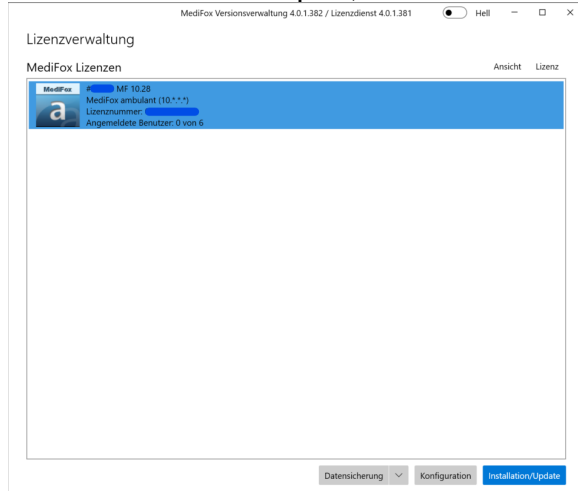 MediFox Versionsverwaltung 4.0.1.382 / Lizenzdienst 4.0.1.381
Hell
Lizenzverwaltung
MediFox Lizenzen
Ansicht Lizenz
MediFox
a
# MF 10.28
MediFox ambulant (10.*.*.*)
Lizenznummer:
Angemeldete Benutzer: 0 von 6
Datensicherung
Konfiguration
Installation/Update